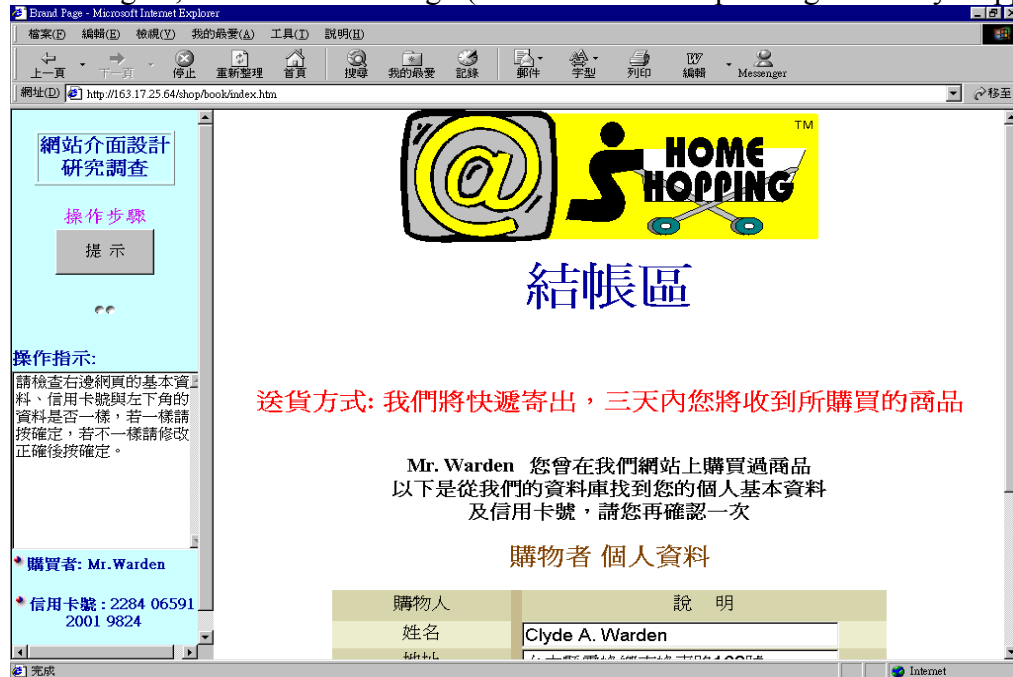 Brand Page - Microsoft Internet Explorer
檔案(F) 編輯(E) 檢視(V) 我的最愛(A) 工具(T) 說明(H)
上一頁 下一頁 停止 重新整理 首頁 搜尋 我的最愛 記錄 郵件 字型 列印 編輯 Messenger
網址(D) http://163.17.25.64/shop/book/index.htm 移至
網站介面設計
研究調查
操作步驟
提 示
操作指示:
請檢查右邊網頁的基本資
料、信用卡號與左下角的
資料是否一樣，若一樣請
按確定，若不一樣請修改
正確後按確定。
購買者: Mr.Warden
信用卡號 : 2284 06591
2001 9824
@ HOME TM
SHOPPING
結帳區
送貨方式: 我們將快遞寄出，三天內您將收到所購買的商品
Mr. Warden 您曾在我們網站上購買過商品
以下是從我們的資料庫找到您的個人基本資料
及信用卡號，請您再確認一次
購物者 個人資料
購物人 說 明
姓名 Clyde A. Warden
地址
完成 Internet